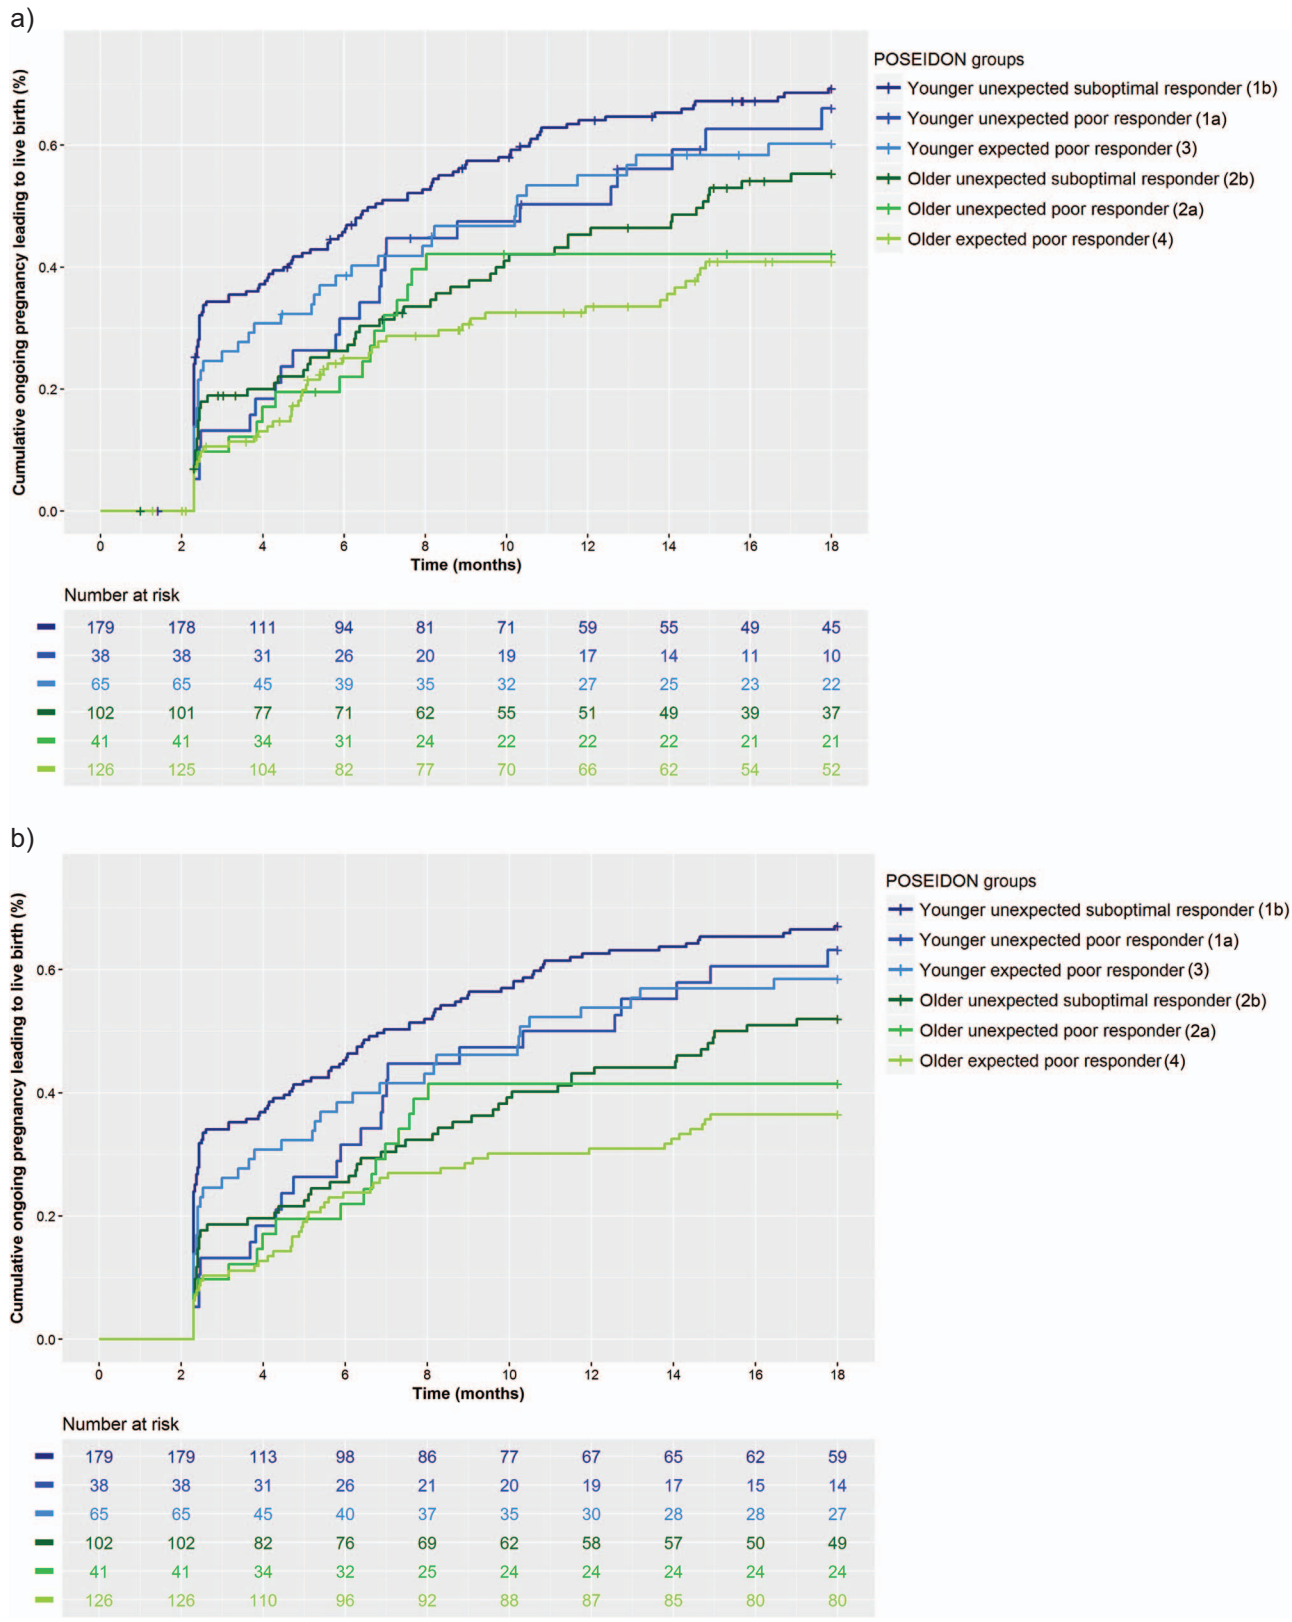 a)
Cumulative ongoing pregnancy leading to live birth (%)
0.6
0.4
0.2
0.0
0 2 4 6 8 10 12 14 16 18
Time (months)
POSEIDON groups
Younger unexpected suboptimal responder (1b)
Younger unexpected poor responder (1a)
Younger expected poor responder (3)
Older unexpected suboptimal responder (2b)
Older unexpected poor responder (2a)
Older expected poor responder (4)
Number at risk
179 178 111 94 81 71 59 55 49 45
38 38 31 26 20 19 17 14 11 10
65 65 45 39 35 32 27 25 23 22
102 101 77 71 62 55 51 49 39 37
41 41 34 31 24 22 22 22 21 21
126 125 104 82 77 70 66 62 54 52
b)
Cumulative ongoing pregnancy leading to live birth (%)
0.6
0.4
0.2
0.0
0 2 4 6 8 10 12 14 16 18
Time (months)
POSEIDON groups
Younger unexpected suboptimal responder (1b)
Younger unexpected poor responder (1a)
Younger expected poor responder (3)
Older unexpected suboptimal responder (2b)
Older unexpected poor responder (2a)
Older expected poor responder (4)
Number at risk
179 179 113 98 86 77 67 65 62 59
38 38 31 26 21 20 19 17 15 14
65 65 45 40 37 35 30 28 28 27
102 102 82 76 69 62 58 57 50 49
41 41 34 32 25 24 24 24 24 24
126 126 110 96 92 88 87 85 80 80